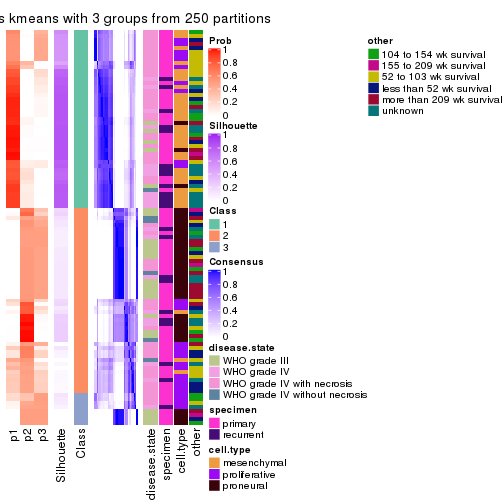 s kmeans with 3 groups from 250 partitions
Prob
1
0.8
0.6
0.4
0.2
0
Silhouette
1
0.8
0.6
0.4
0.2
0
Class
1
2
3
Consensus
1
0.8
0.6
0.4
0.2
0
disease.state
WHO grade III
WHO grade IV
WHO grade IV with necrosis
WHO grade IV without necrosis
specimen
primary
recurrent
cell.type
mesenchymal
proliferative
proneural
other
104 to 154 wk survival
155 to 209 wk survival
52 to 103 wk survival
less than 52 wk survival
more than 209 wk survival
unknown
p1
p2
p3
Silhouette
Class
disease.state
specimen
cell.type
other